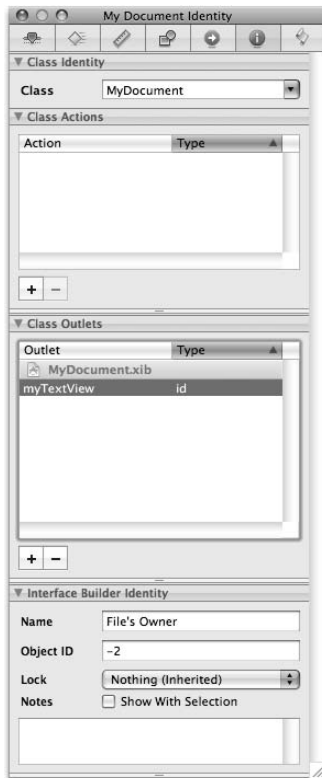 My Document Identity
Class Identity
Class MyDocument
Class Actions
Action Type
+ −
Class Outlets
Outlet Type
MyDocument.xib
myTextView id
+ −
Interface Builder Identity
Name File's Owner
Object ID -2
Lock Nothing (Inherited)
Notes Show With Selection